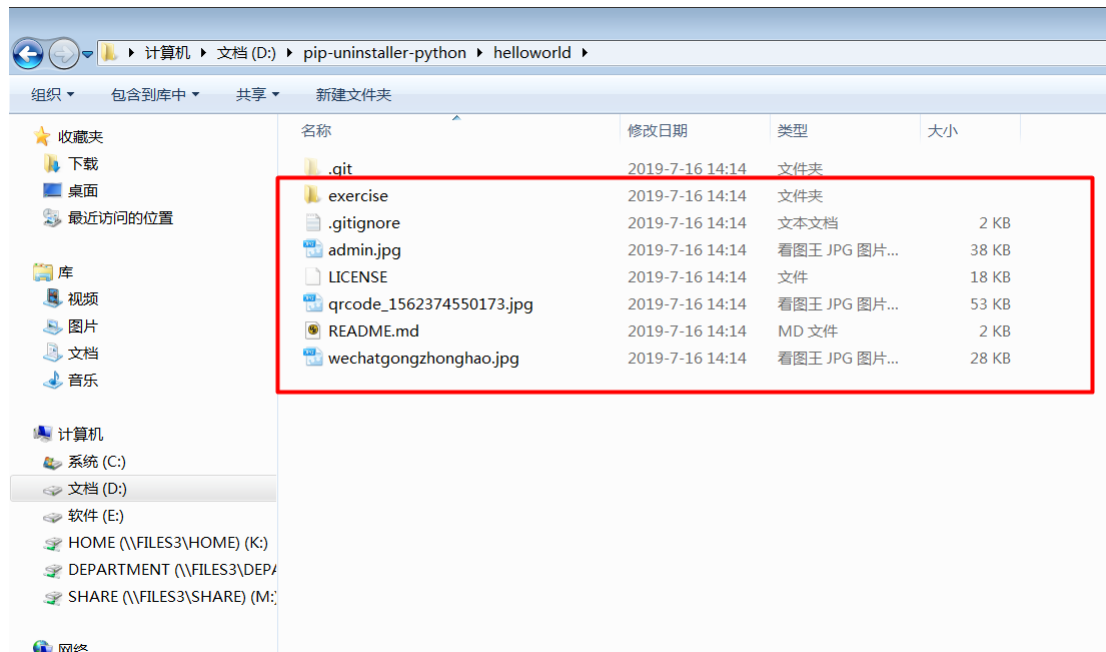 计算机 文档 (D:) pip-uninstaller-python helloworld
组织 包含到库中 共享 新建文件夹
名称 修改日期 类型 大小
收藏夹
下载
桌面
最近访问的位置
库
视频
图片
文档
音乐
计算机
系统 (C:)
文档 (D:)
软件 (E:)
HOME (\\FILES3\HOME) (K:)
DEPARTMENT (\\FILES3\DEPA
SHARE (\\FILES3\SHARE) (M:)
网络
.git 2019-7-16 14:14 文件夹
exercise 2019-7-16 14:14 文件夹
.gitignore 2019-7-16 14:14 文本文档 2 KB
admin.jpg 2019-7-16 14:14 看图王 JPG 图片... 38 KB
LICENSE 2019-7-16 14:14 文件 18 KB
qrcode_1562374550173.jpg 2019-7-16 14:14 看图王 JPG 图片... 53 KB
README.md 2019-7-16 14:14 MD 文件 2 KB
wechatgongzhonghao.jpg 2019-7-16 14:14 看图王 JPG 图片... 28 KB